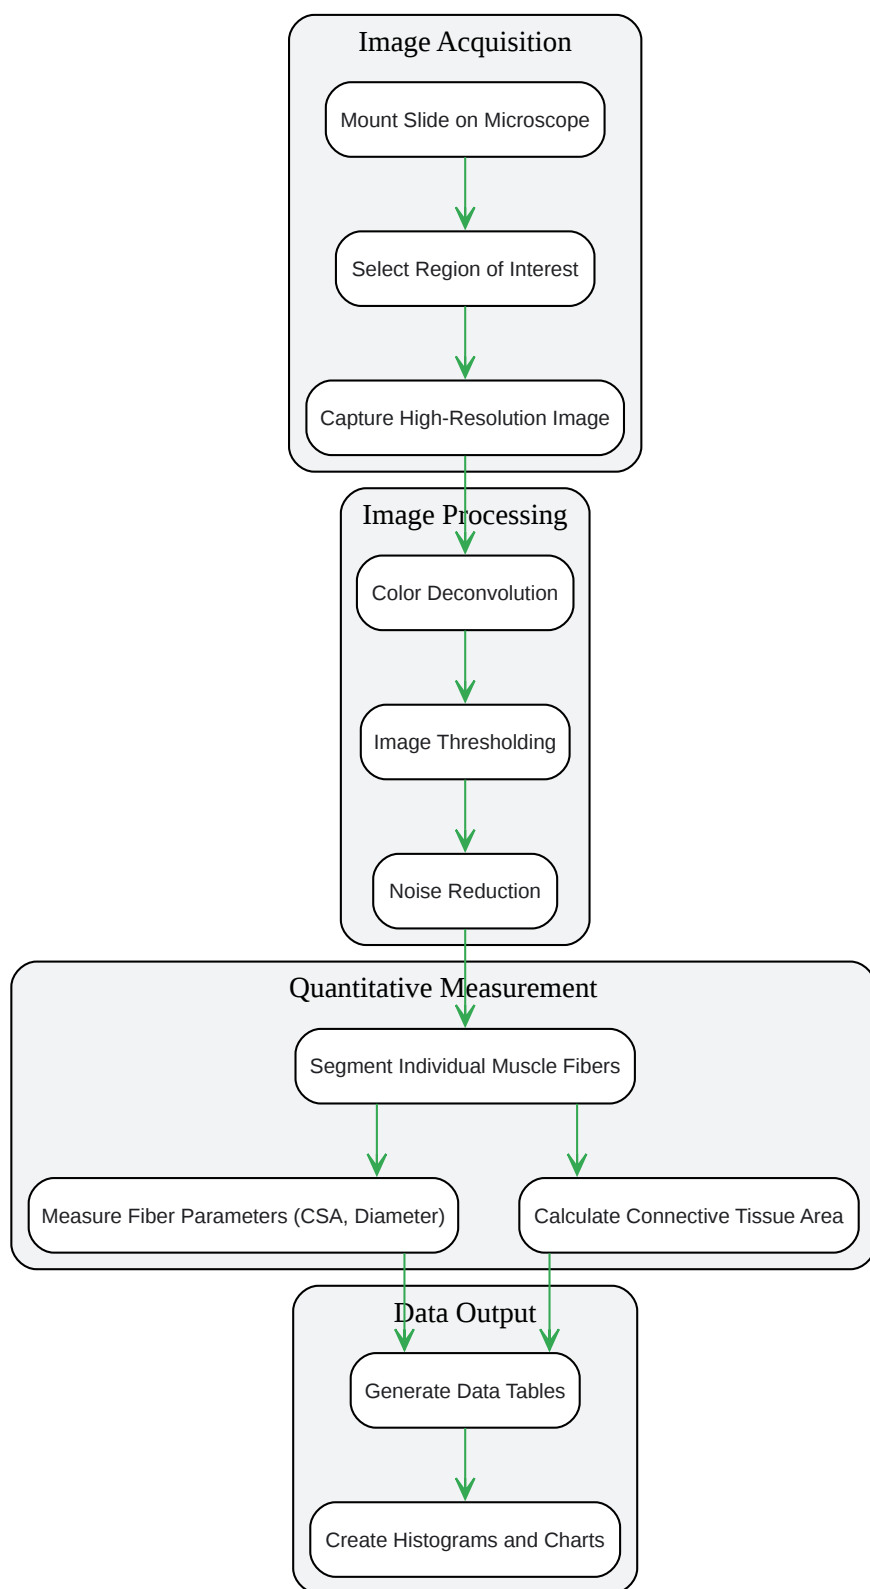 Image Acquisition
Mount Slide on Microscope
Select Region of Interest
Capture High-Resolution Image
Image Processing
Color Deconvolution
Image Thresholding
Noise Reduction
Quantitative Measurement
Segment Individual Muscle Fibers
Measure Fiber Parameters (CSA, Diameter)
Calculate Connective Tissue Area
Data Output
Generate Data Tables
Create Histograms and Charts